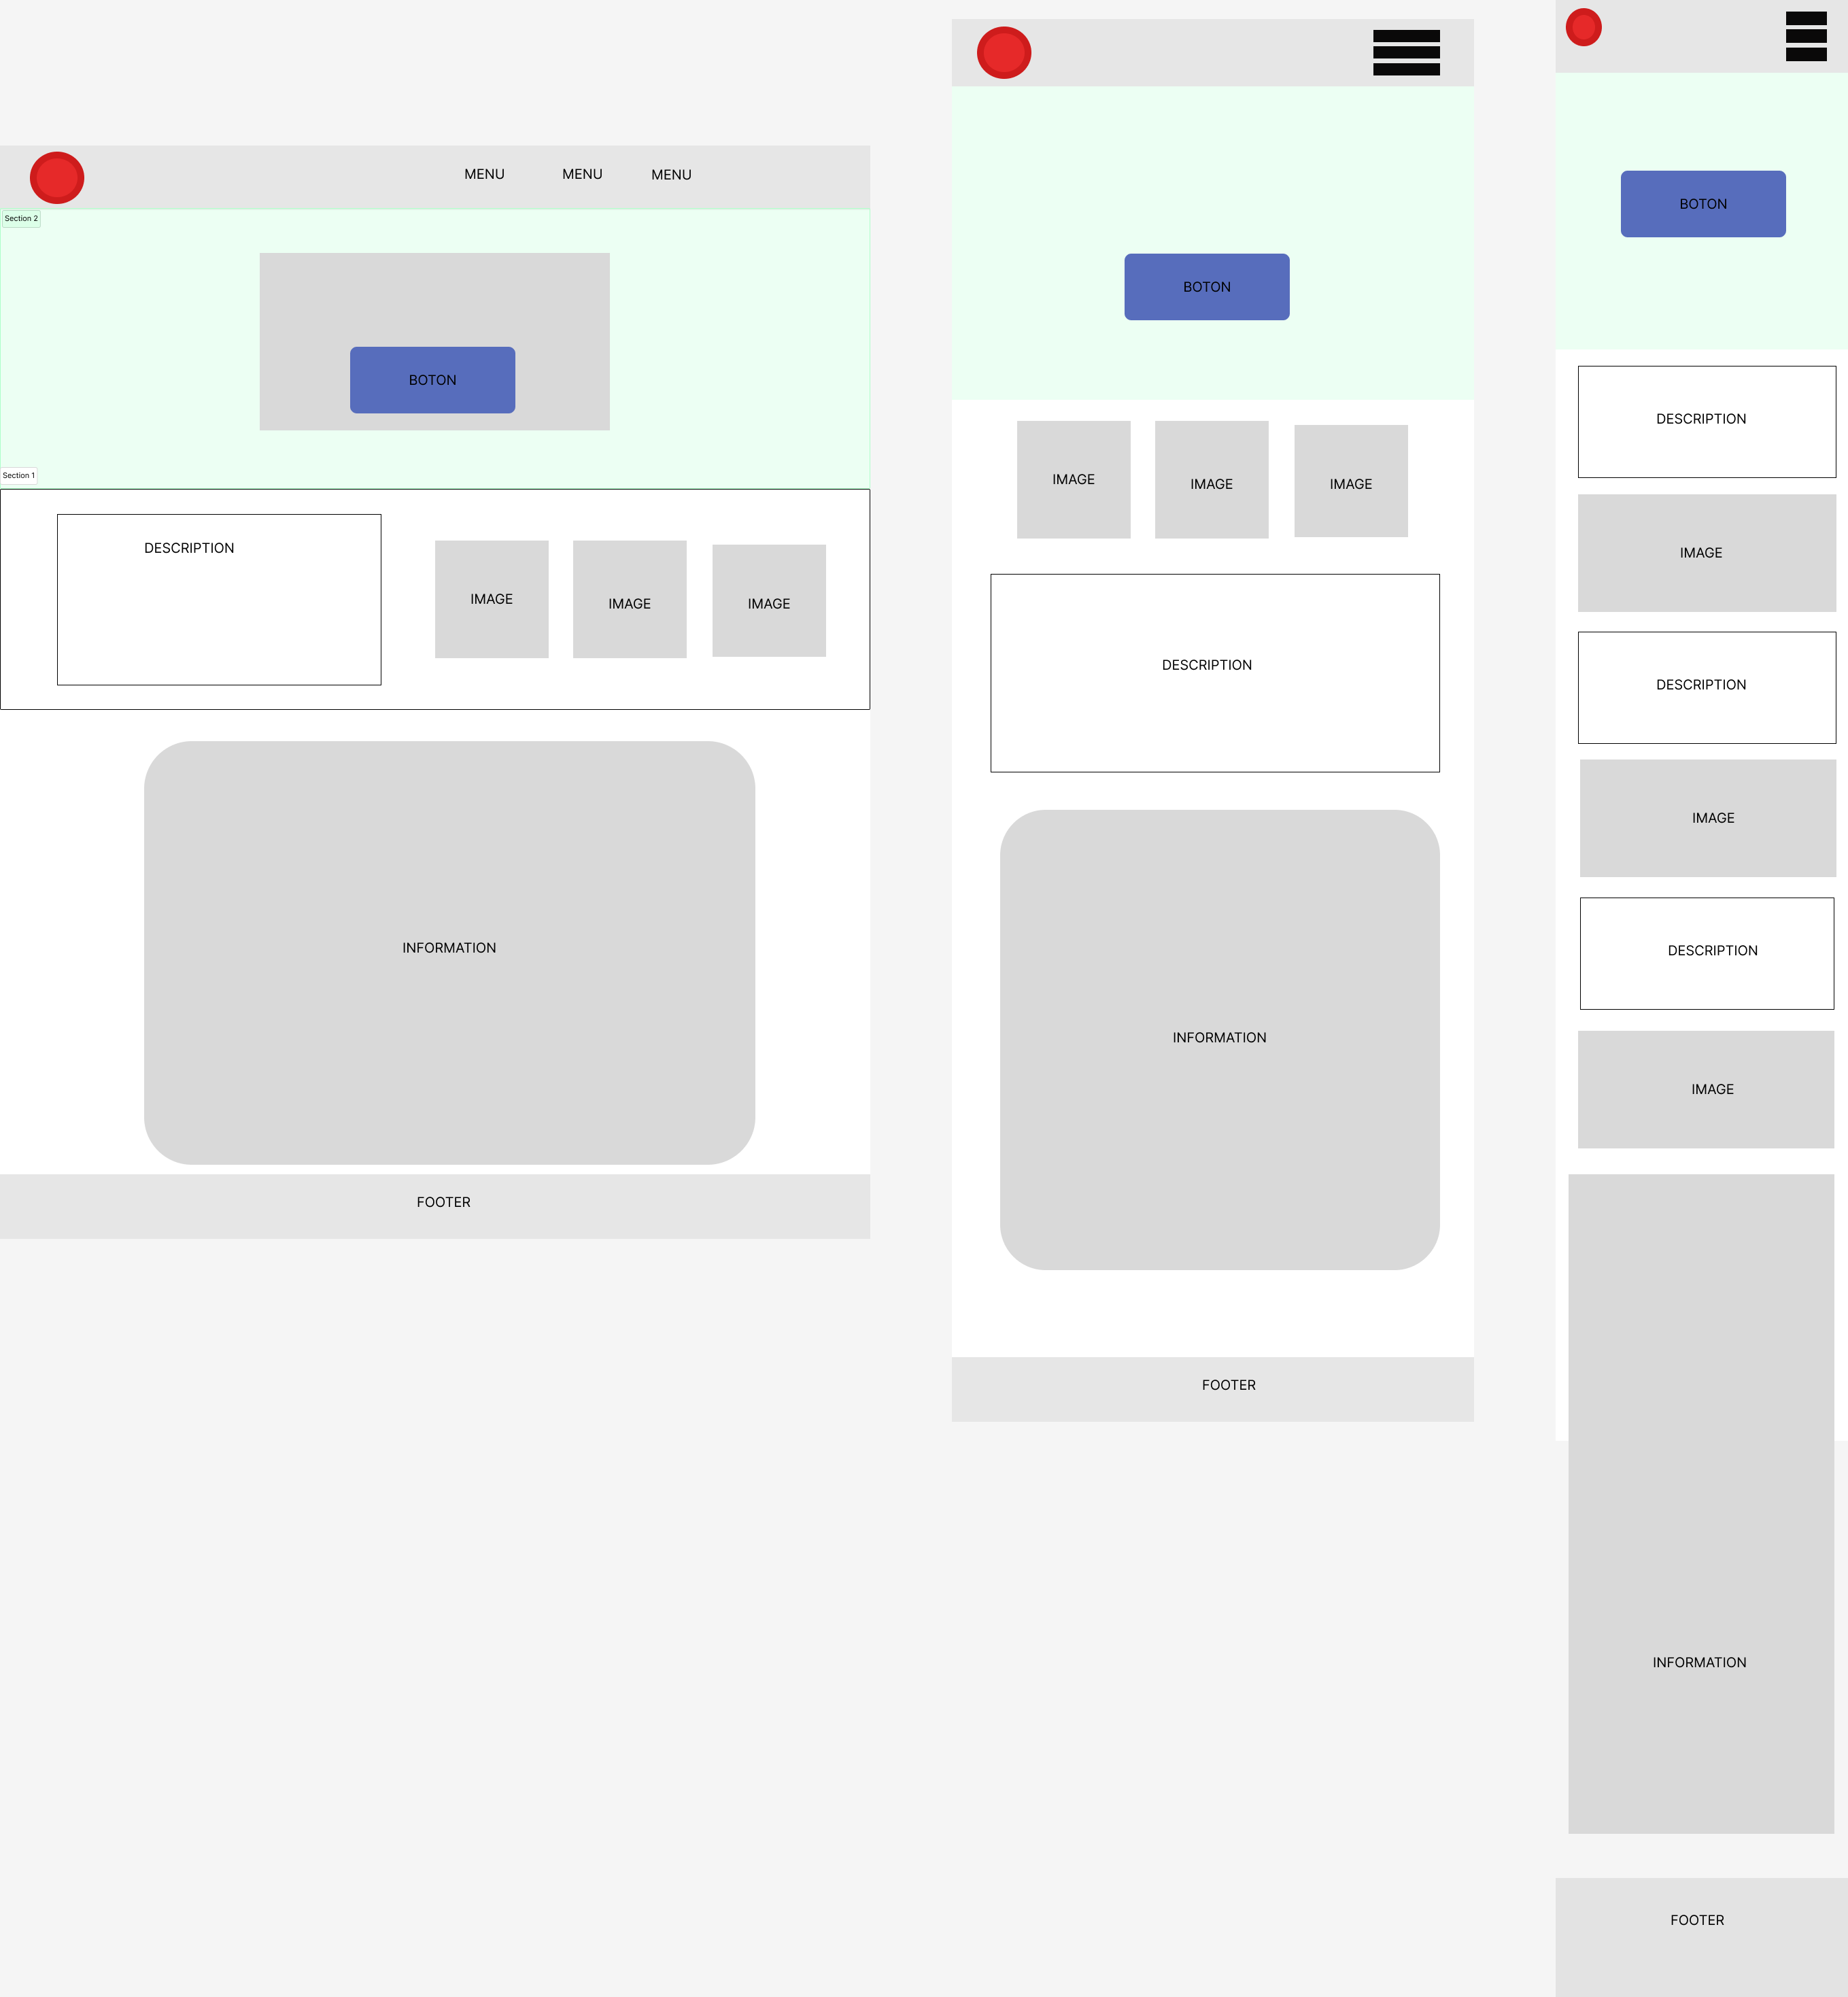 MENU
MENU
MENU
Section 2
BOTON
Section 1
DESCRIPTION
IMAGE
IMAGE
IMAGE
INFORMATION
FOOTER
BOTON
IMAGE
IMAGE
IMAGE
DESCRIPTION
INFORMATION
FOOTER
BOTON
DESCRIPTION
IMAGE
DESCRIPTION
IMAGE
DESCRIPTION
IMAGE
INFORMATION
FOOTER